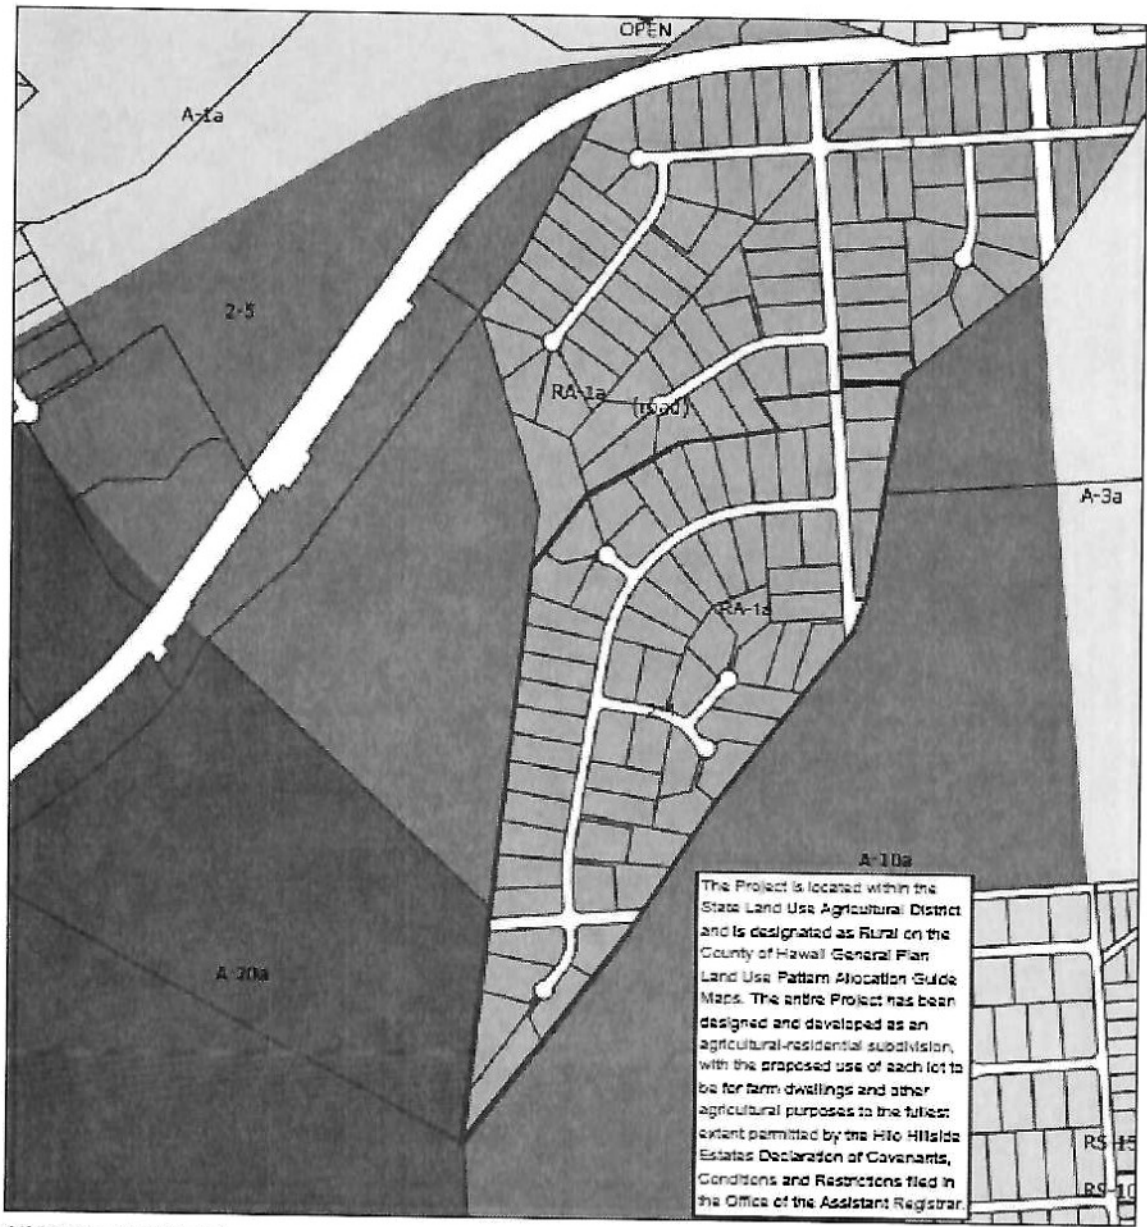 OPEN
A-1a
2-5
RA-1a
(road)
A-3a
RA-1a
A-10a
The Project is located within the
State Land Use Agricultural District
and is designated as Rural on the
County of Hawaii General Plan
Land Use Pattern Allocation Guide
Maps. The entire Project has been
designed and developed as an
agricultural-residential subdivision,
with the proposed use of each lot to
be for farm dwellings and other
agricultural purposes to the fullest
extent permitted by the Hilo Hillside
Estates Declaration of Covenants,
Conditions and Restrictions filed in
the Office of the Assistant Registrar.
A-20a
RS-15
RS-10